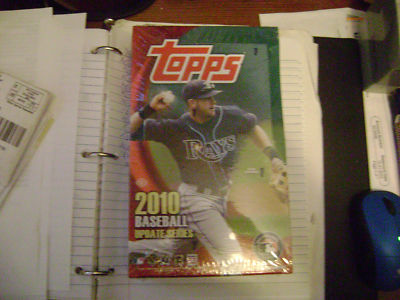 Topps
RAYS
2010
BASEBALL
UPDATE SERIES